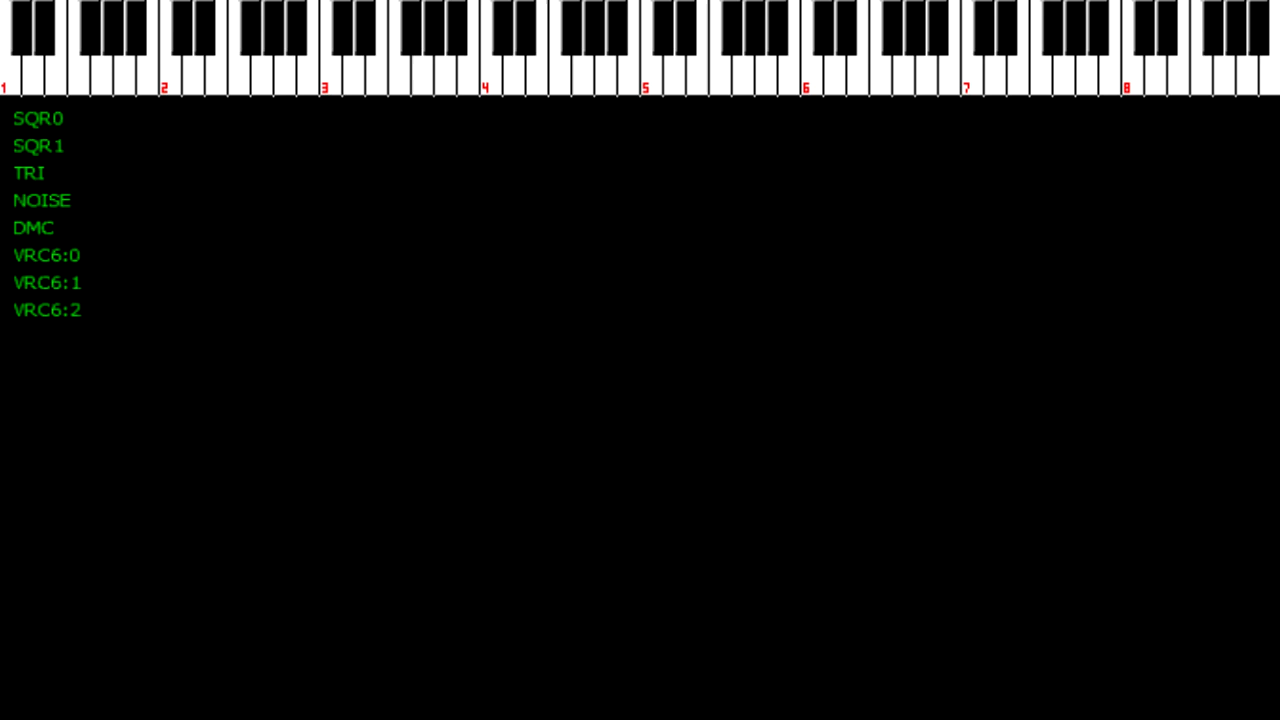 1 2 3 4 5 6 7 8
SQR0
SQR1
TRI
NOISE
DMC
VRC6:0
VRC6:1
VRC6:2